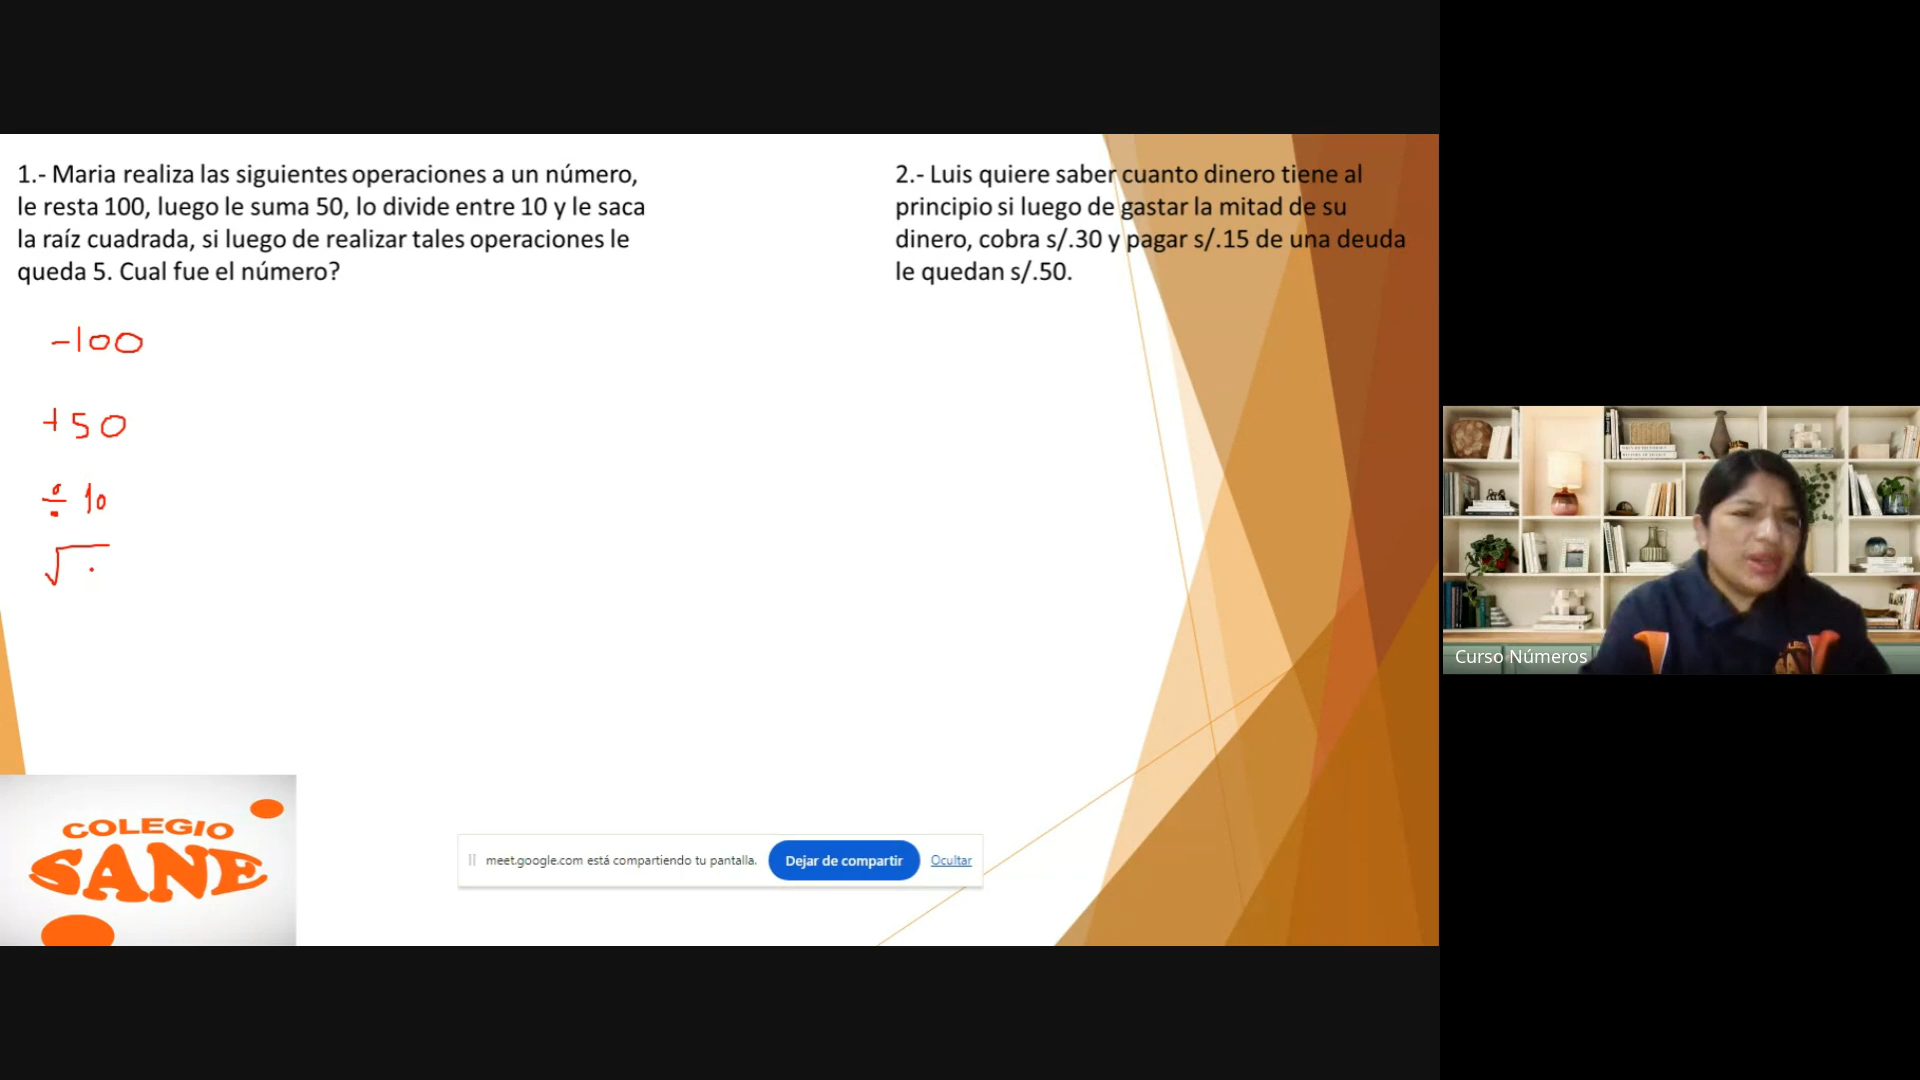 1.- Maria realiza las siguientes operaciones a un número,
le resta 100, luego le suma 50, lo divide entre 10 y le saca
la raíz cuadrada, si luego de realizar tales operaciones le
queda 5. Cual fue el número?
-100
+50
÷ 10
√
2.- Luis quiere saber cuanto dinero tiene al
principio si luego de gastar la mitad de su
dinero, cobra s/.30 y pagar s/.15 de una deuda
le quedan s/.50.
COLEGIO
SANE
meet.google.com está compartiendo tu pantalla.
Dejar de compartir
Ocultar
Curso Números